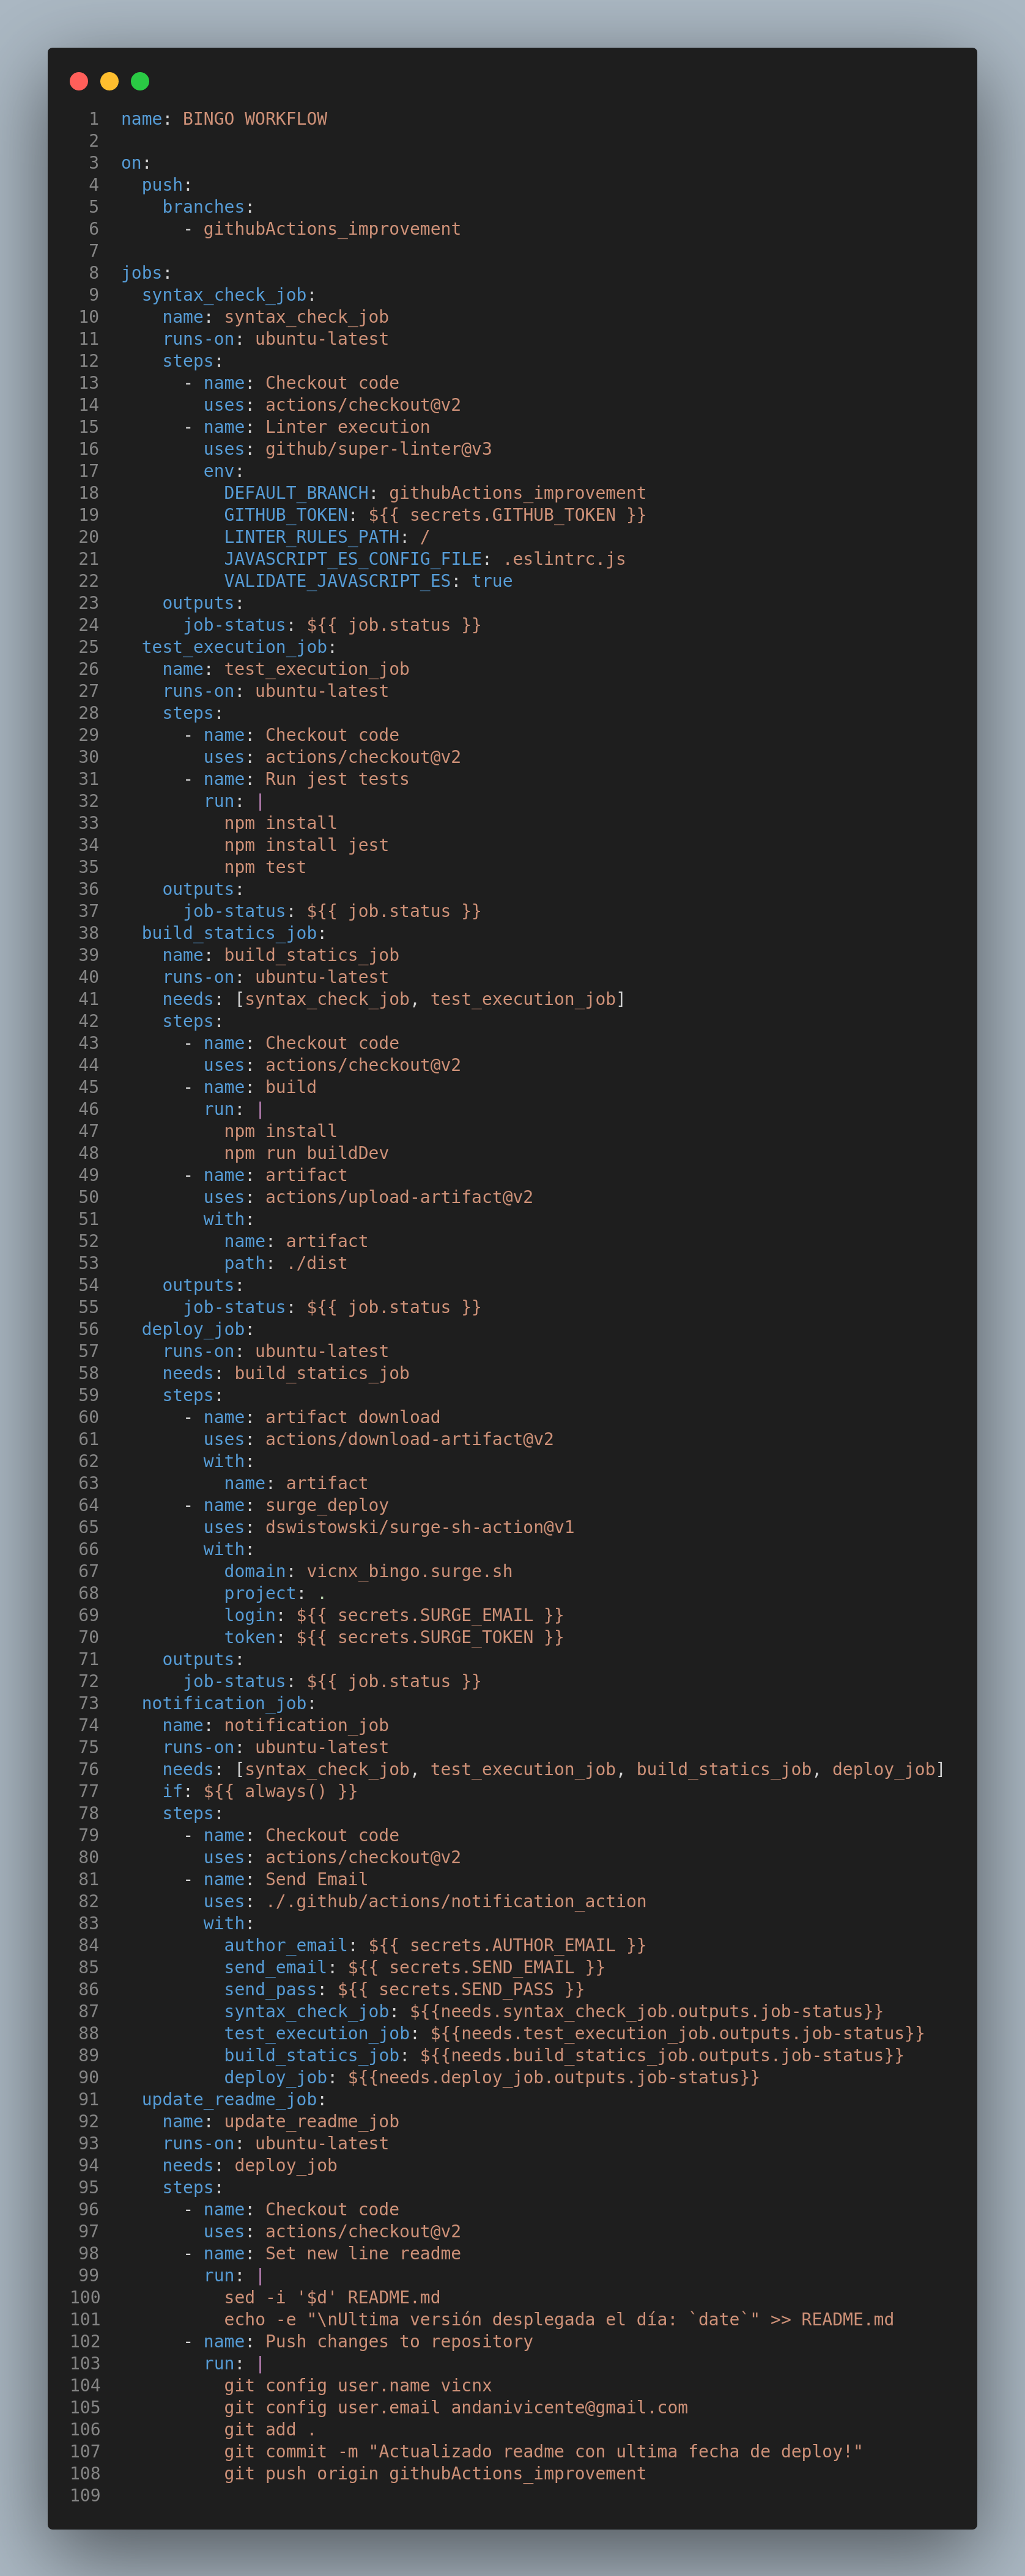 1 name: BINGO WORKFLOW
2
3 on:
4   push:
5     branches:
6       - githubActions_improvement
7
8 jobs:
9   syntax_check_job:
10     name: syntax_check_job
11     runs-on: ubuntu-latest
12     steps:
13       - name: Checkout code
14         uses: actions/checkout@v2
15       - name: Linter execution
16         uses: github/super-linter@v3
17         env:
18           DEFAULT_BRANCH: githubActions_improvement
19           GITHUB_TOKEN: ${{ secrets.GITHUB_TOKEN }}
20           LINTER_RULES_PATH: /
21           JAVASCRIPT_ES_CONFIG_FILE: .eslintrc.js
22           VALIDATE_JAVASCRIPT_ES: true
23     outputs:
24       job-status: ${{ job.status }}
25   test_execution_job:
26     name: test_execution_job
27     runs-on: ubuntu-latest
28     steps:
29       - name: Checkout code
30         uses: actions/checkout@v2
31       - name: Run jest tests
32         run: |
33           npm install
34           npm install jest
35           npm test
36     outputs:
37       job-status: ${{ job.status }}
38   build_statics_job:
39     name: build_statics_job
40     runs-on: ubuntu-latest
41     needs: [syntax_check_job, test_execution_job]
42     steps:
43       - name: Checkout code
44         uses: actions/checkout@v2
45       - name: build
46         run: |
47           npm install
48           npm run buildDev
49       - name: artifact
50         uses: actions/upload-artifact@v2
51         with:
52           name: artifact
53           path: ./dist
54     outputs:
55       job-status: ${{ job.status }}
56   deploy_job:
57     runs-on: ubuntu-latest
58     needs: build_statics_job
59     steps:
60       - name: artifact download
61         uses: actions/download-artifact@v2
62         with:
63           name: artifact
64       - name: surge_deploy
65         uses: dswistowski/surge-sh-action@v1
66         with:
67           domain: vicnx_bingo.surge.sh
68           project: .
69           login: ${{ secrets.SURGE_EMAIL }}
70           token: ${{ secrets.SURGE_TOKEN }}
71     outputs:
72       job-status: ${{ job.status }}
73   notification_job:
74     name: notification_job
75     runs-on: ubuntu-latest
76     needs: [syntax_check_job, test_execution_job, build_statics_job, deploy_job]
77     if: ${{ always() }}
78     steps:
79       - name: Checkout code
80         uses: actions/checkout@v2
81       - name: Send Email
82         uses: ./.github/actions/notification_action
83         with:
84           author_email: ${{ secrets.AUTHOR_EMAIL }}
85           send_email: ${{ secrets.SEND_EMAIL }}
86           send_pass: ${{ secrets.SEND_PASS }}
87           syntax_check_job: ${{needs.syntax_check_job.outputs.job-status}}
88           test_execution_job: ${{needs.test_execution_job.outputs.job-status}}
89           build_statics_job: ${{needs.build_statics_job.outputs.job-status}}
90           deploy_job: ${{needs.deploy_job.outputs.job-status}}
91   update_readme_job:
92     name: update_readme_job
93     runs-on: ubuntu-latest
94     needs: deploy_job
95     steps:
96       - name: Checkout code
97         uses: actions/checkout@v2
98       - name: Set new line readme
99         run: |
100           sed -i '$d' README.md
101           echo -e "\nUltima versión desplegada el día: `date`" >> README.md
102       - name: Push changes to repository
103         run: |
104           git config user.name vicnx
105           git config user.email andanivicente@gmail.com
106           git add .
107           git commit -m "Actualizado readme con ultima fecha de deploy!"
108           git push origin githubActions_improvement
109